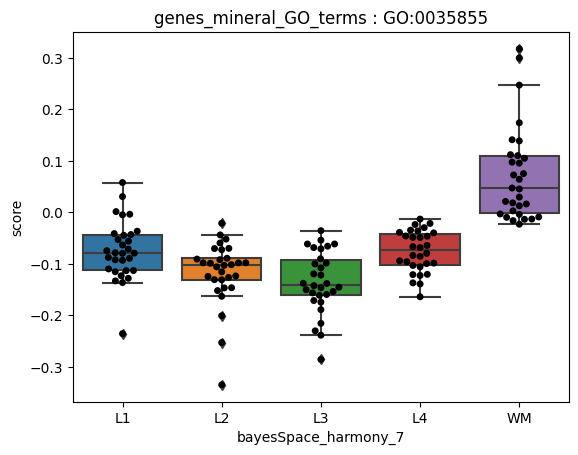 genes_mineral_GO_terms : GO:0035855
0.3
0.2
0.1
0.0
−0.1
−0.2
−0.3
score
L1 L2 L3 L4 WM
bayesSpace_harmony_7